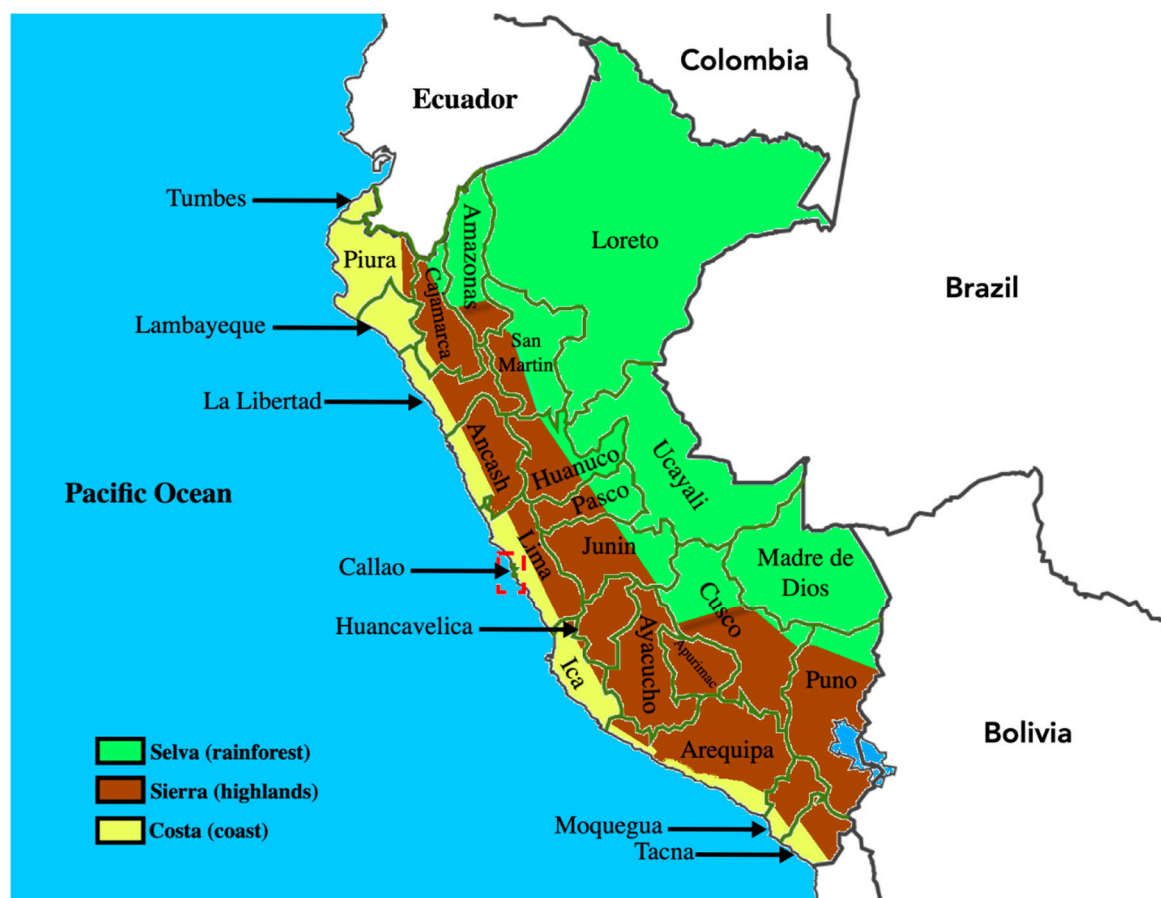 Colombia
Ecuador
Tumbes
Amazonas
Loreto
Piura
Cajamarca
Brazil
Lambayeque
San
Martin
La Libertad
Ancash
Huanuco
Ucayali
Pasco
Pacific Ocean
Lima
Junin
Madre de
Dios
Callao
Cusco
Huancavelica
Ayacucho
Apurimac
Ica
Puno
Bolivia
Arequipa
Selva (rainforest)
Sierra (highlands)
Costa (coast)
Moquegua
Tacna